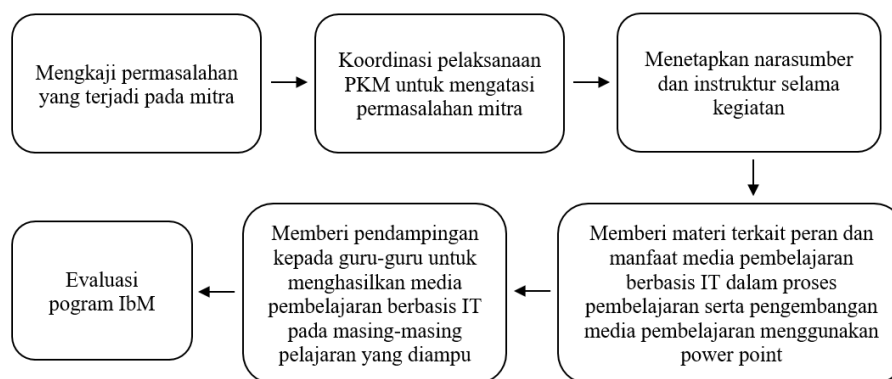 Mengkaji permasalahan
yang terjadi pada mitra
Koordinasi pelaksanaan
PKM untuk mengatasi
permasalahan mitra
Menetapkan narasumber
dan instruktur selama
kegiatan
Memberi materi terkait peran dan
manfaat media pembelajaran
berbasis IT dalam proses
pembelajaran serta pengembangan
media pembelajaran menggunakan
power point
Memberi pendampingan
kepada guru-guru untuk
menghasilkan media
pembelajaran berbasis IT
pada masing-masing
pelajaran yang diampu
Evaluasi
pogram IbM